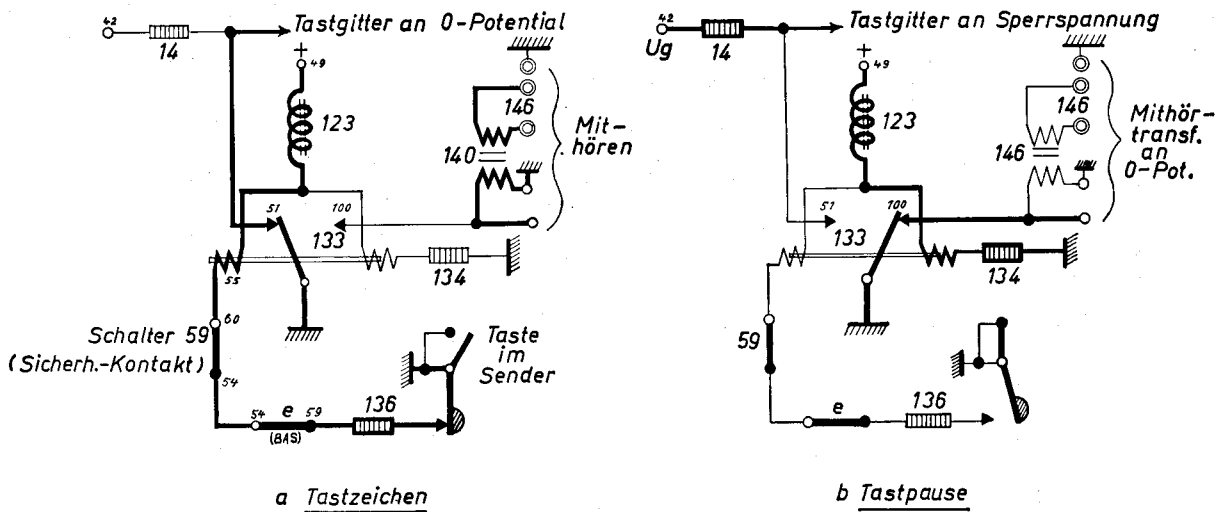 42
14
Tastgitter an 0-Potential
+
49
123
146
140
Mit-
hören
51
100
133
55
134
60
Schalter 59
(Sicherh.-Kontakt)
54
54
e
59
(BAS)
136
Taste
im
Sender
a Tastzeichen
42
Ug
14
Tastgitter an Sperrspannung
+
49
123
146
146
Mithör-
transf.
an
0-Pot.
51
100
133
134
59
e
136
b Tastpause